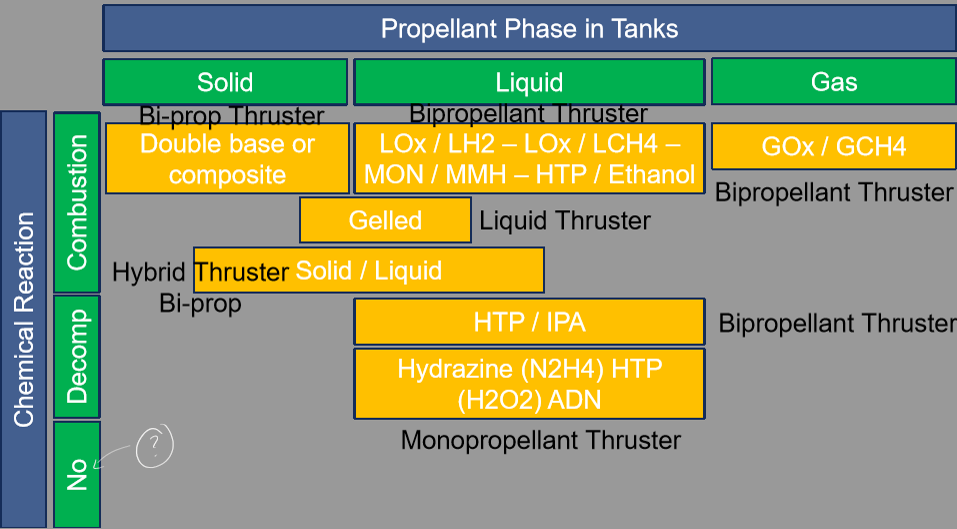 Propellant Phase in Tanks
Solid
Liquid
Gas
Chemical Reaction
Combustion
Bi-prop Thruster
Double base or
composite
Bipropellant Thruster
LOx / LH2 – LOx / LCH4 –
MON / MMH – HTP / Ethanol
GOx / GCH4
Bipropellant Thruster
Gelled
Liquid Thruster
Hybrid Thruster
Bi-prop
Solid / Liquid
Decomp
HTP / IPA
Bipropellant Thruster
Hydrazine (N2H4) HTP
(H2O2) ADN
Monopropellant Thruster
No
?